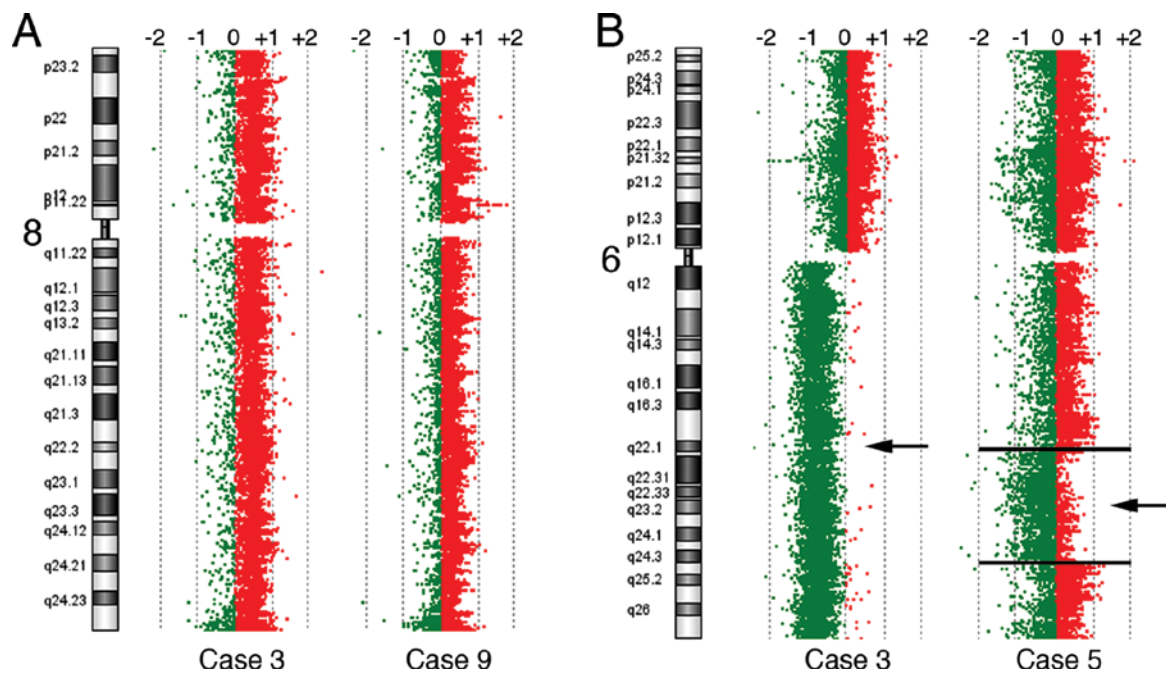 A
-2 -1 0 +1 +2
-2 -1 0 +1 +2
p23.2
p22
p21.2
p12
p11.22
8
q11.22
q12.1
q12.3
q13.2
q21.11
q21.13
q21.3
q22.2
q23.1
q23.3
q24.12
q24.21
q24.23
Case 3
Case 9
B
-2 -1 0 +1 +2
-2 -1 0 +1 +2
p25.2
p24.3
p24.1
p22.3
p22.1
p21.32
p21.2
p12.3
p12.1
6
q12
q14.1
q14.3
q16.1
q16.3
q22.1
q22.31
q22.33
q23.2
q24.1
q24.3
q25.2
q26
Case 3
Case 5